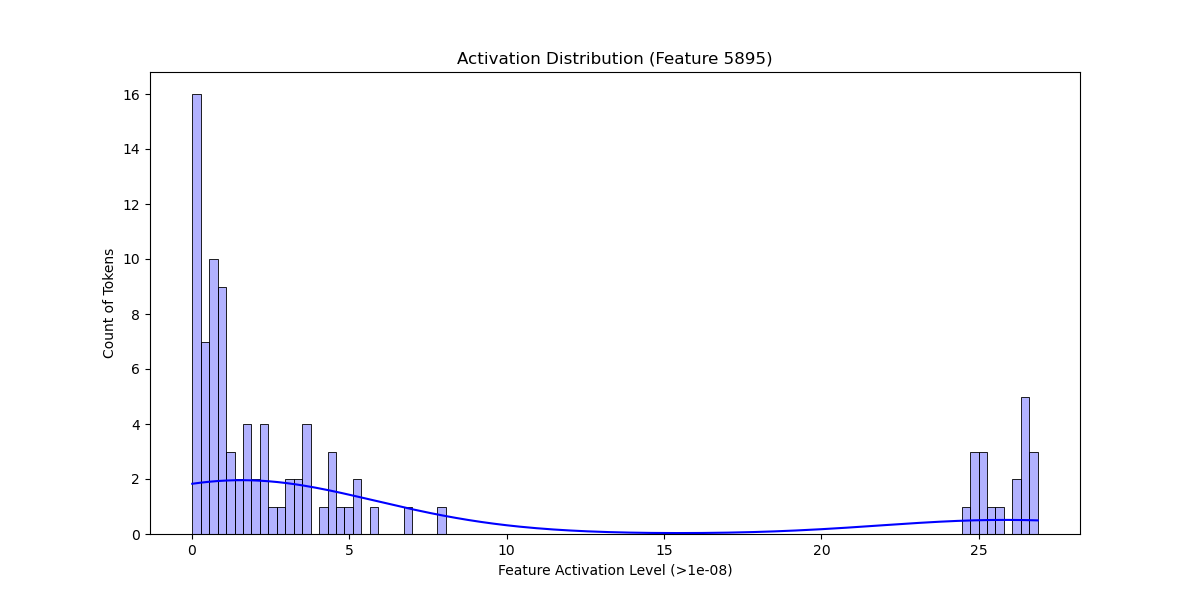 Activation Distribution (Feature 5895)
16
14
12
10
8
6
4
2
0
Count of Tokens
0 5 10 15 20 25
Feature Activation Level (>1e-08)